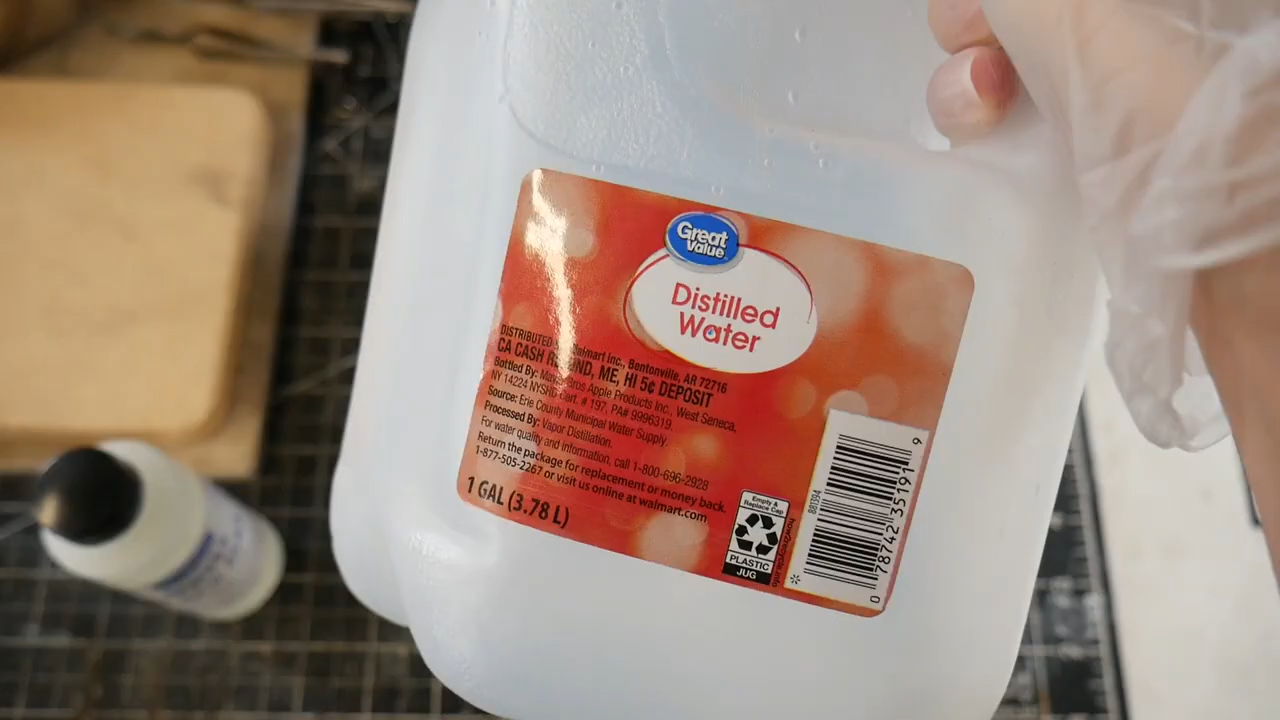 Great
Value
Distilled
Water
DISTRIBUTED Walmart Inc., Bentonville, AR 72716
CA CASH REFUND, ME, HI 5¢ DEPOSIT
Bottled By: Apple Products Inc., West Seneca,
NY 14224 NYSHD Cert. # 197, PA# 9996319.
Source: Erie County Municipal Water Supply.
Processed By: Vapor Distillation.
For water quality and information, call 1-800-696-2928
Return the package for replacement or money back.
1-877-505-2267 or visit us online at walmart.com
1 GAL (3.78 L)
Empty &
Replace Cap
PLASTIC
JUG
how2recycle.info
881394
0 78742 35191 9